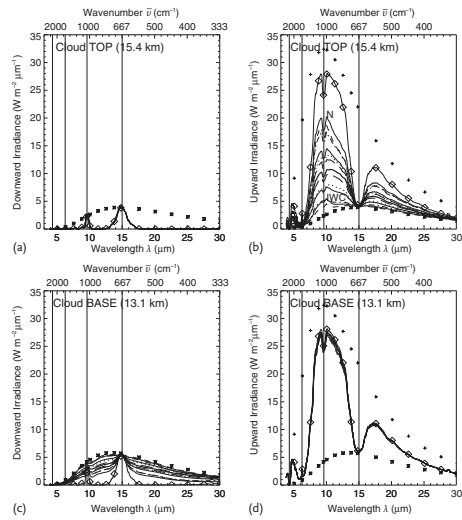 Wavenumber ν̃ (cm⁻¹)
2000 1000 667 500 400 333
Cloud TOP (15.4 km)
Downward Irradiance (W m⁻² μm⁻¹)
35
30
25
20
15
10
5
0
5 10 15 20 25 30
Wavelength λ (μm)
(a)
Wavenumber ν̃ (cm⁻¹)
2000 1000 667 500 400
Cloud TOP (15.4 km)
Upward Irradiance (W m⁻² μm⁻¹)
35
30
25
20
15
10
5
0
N
IWC
5 10 15 20 25 30
Wavelength λ (μm)
(b)
Wavenumber ν̃ (cm⁻¹)
2000 1000 667 500 400 333
Cloud BASE (13.1 km)
Downward Irradiance (W m⁻² μm⁻¹)
35
30
25
20
15
10
5
0
5 10 15 20 25 30
Wavelength λ (μm)
(c)
Wavenumber ν̃ (cm⁻¹)
2000 1000 667 500 400
Cloud BASE (13.1 km)
Upward Irradiance (W m⁻²μm⁻¹)
35
30
25
20
15
10
5
0
5 10 15 20 25 30
Wavelength λ (μm)
(d)